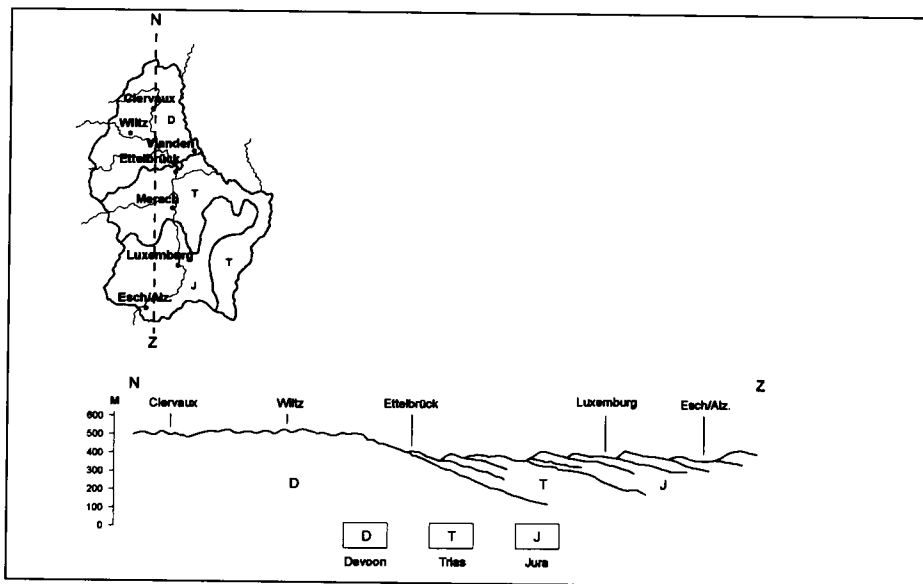 N
Clervaux
Wiltz
D
Vianden
Ettelbrück
T
Mersch
Luxemburg
T
J
Esch/Alz.
Z
N
Z
M
Clervaux
Wiltz
Ettelbrück
Luxemburg
Esch/Alz.
600
500
400
300
200
100
0
D
T
J
D
T
J
Devoon
Trias
Jura